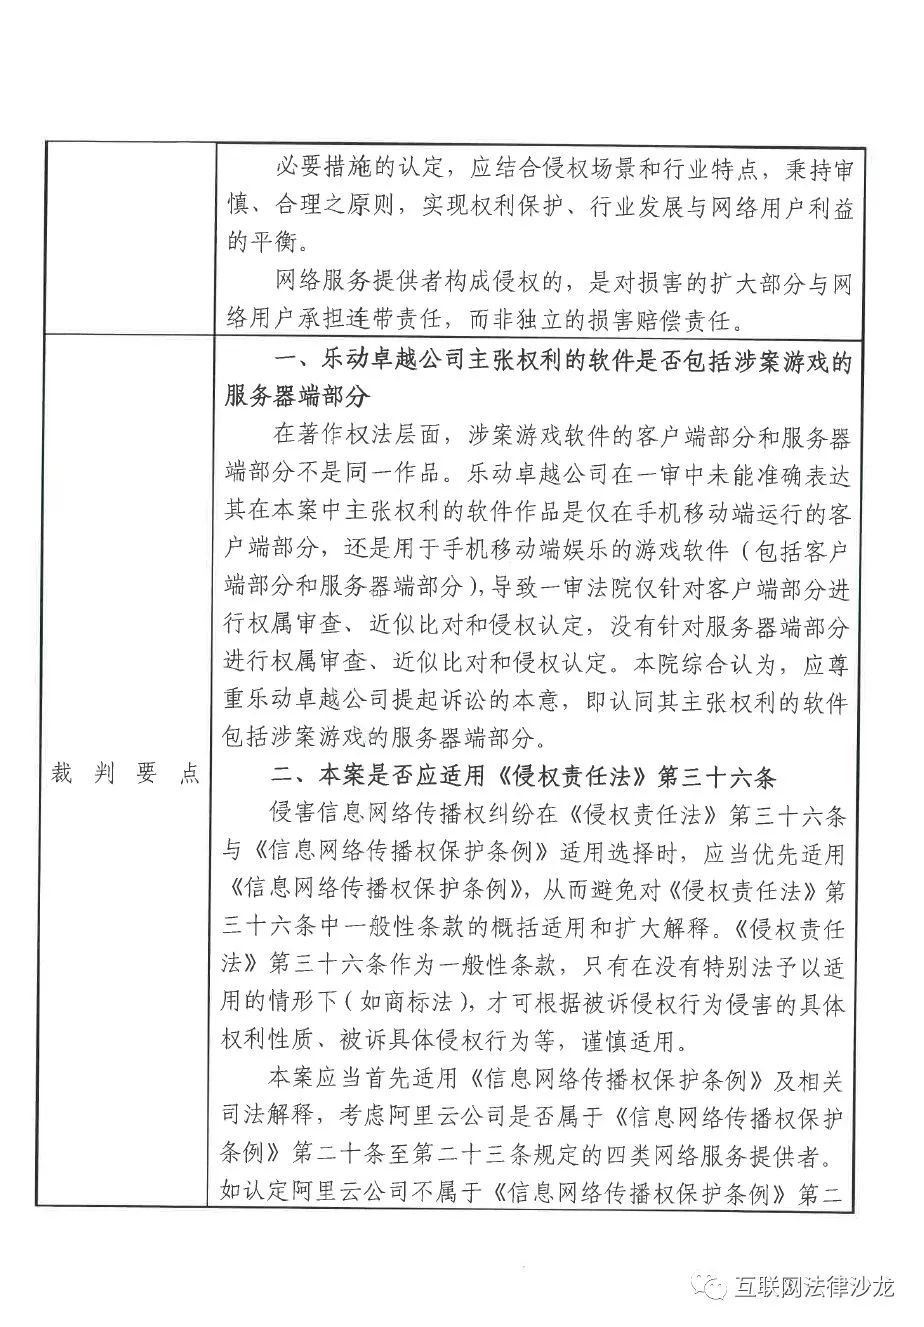 必要措施的认定，应结合侵权场景和行业特点，秉持审
慎、合理之原则，实现权利保护、行业发展与网络用户利益
的平衡。
网络服务提供者构成侵权的，是对损害的扩大部分与网
络用户承担连带责任，而非独立的损害赔偿责任。
裁判要点
一、乐动卓越公司主张权利的软件是否包括涉案游戏的
服务器端部分
在著作权法层面，涉案游戏软件的客户端部分和服务器
端部分不是同一作品。乐动卓越公司在一审中未能准确表达
其在本案中主张权利的软件作品是仅在手机移动端运行的客
户端部分，还是用于手机移动端娱乐的游戏软件（包括客户
端部分和服务器端部分），导致一审法院仅针对客户端部分进
行权属审查、近似比对和侵权认定，没有针对服务器端部分
进行权属审查、近似比对和侵权认定。本院综合认为，应尊
重乐动卓越公司提起诉讼的本意，即认同其主张权利的软件
包括涉案游戏的服务器端部分。
二、本案是否应适用《侵权责任法》第三十六条
侵害信息网络传播权纠纷在《侵权责任法》第三十六条
与《信息网络传播权保护条例》适用选择时，应当优先适用
《信息网络传播权保护条例》，从而避免对《侵权责任法》第
三十六条中一般性条款的概括适用和扩大解释。《侵权责任
法》第三十六条作为一般性条款，只有在没有特别法予以适
用的情形下（如商标法），才可根据被诉侵权行为侵害的具体
权利性质、被诉具体侵权行为等，谨慎适用。
本案应当首先适用《信息网络传播权保护条例》及相关
司法解释，考虑阿里云公司是否属于《信息网络传播权保护
条例》第二十条至第二十三条规定的四类网络服务提供者。
如认定阿里云公司不属于《信息网络传播权保护条例》第二
互联网法律沙龙